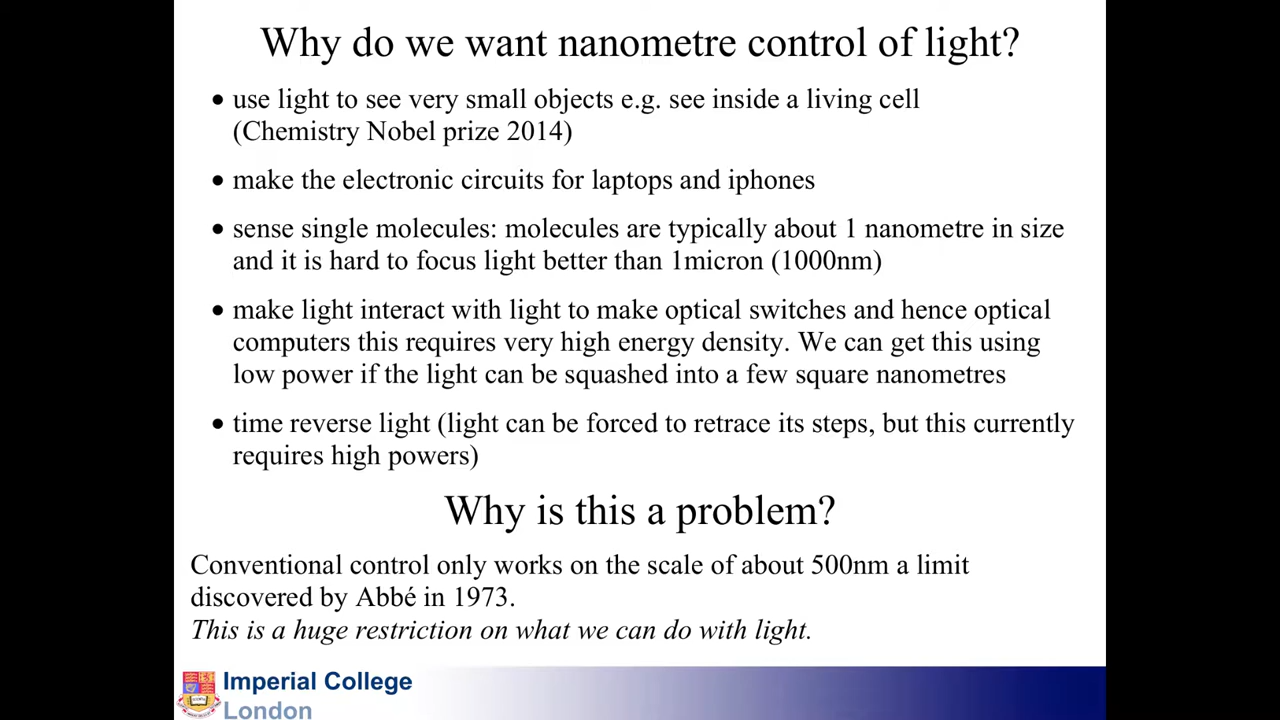 Why do we want nanometre control of light?
• use light to see very small objects e.g. see inside a living cell
(Chemistry Nobel prize 2014)
• make the electronic circuits for laptops and iphones
• sense single molecules: molecules are typically about 1 nanometre in size
and it is hard to focus light better than 1micron (1000nm)
• make light interact with light to make optical switches and hence optical
computers this requires very high energy density. We can get this using
low power if the light can be squashed into a few square nanometres
• time reverse light (light can be forced to retrace its steps, but this currently
requires high powers)
Why is this a problem?
Conventional control only works on the scale of about 500nm a limit
discovered by Abbé in 1973.
This is a huge restriction on what we can do with light.
Imperial College
London